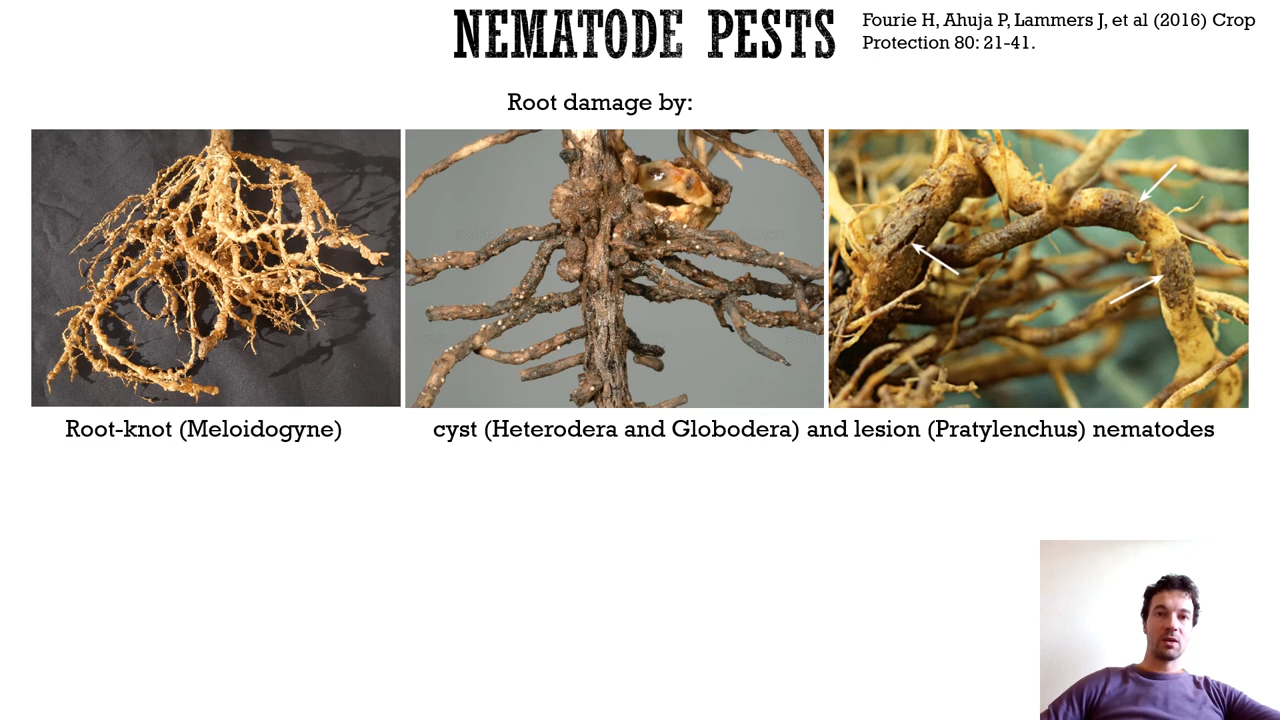 NEMATODE PESTS
Fourie H, Ahuja P, Lammers J, et al (2016) Crop
Protection 80: 21-41.
Root damage by:
Root-knot (Meloidogyne)
cyst (Heterodera and Globodera) and lesion (Pratylenchus) nematodes